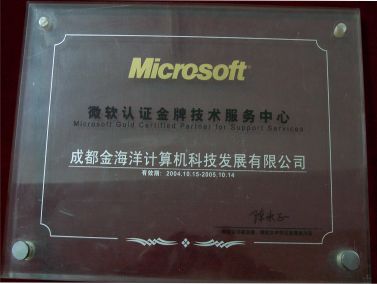 Microsoft®
微软认证金牌技术服务中心
Microsoft Gold Certified Partner for Support Services
成都金海洋计算机科技发展有限公司
有效期: 2004.10.15-2005.10.14